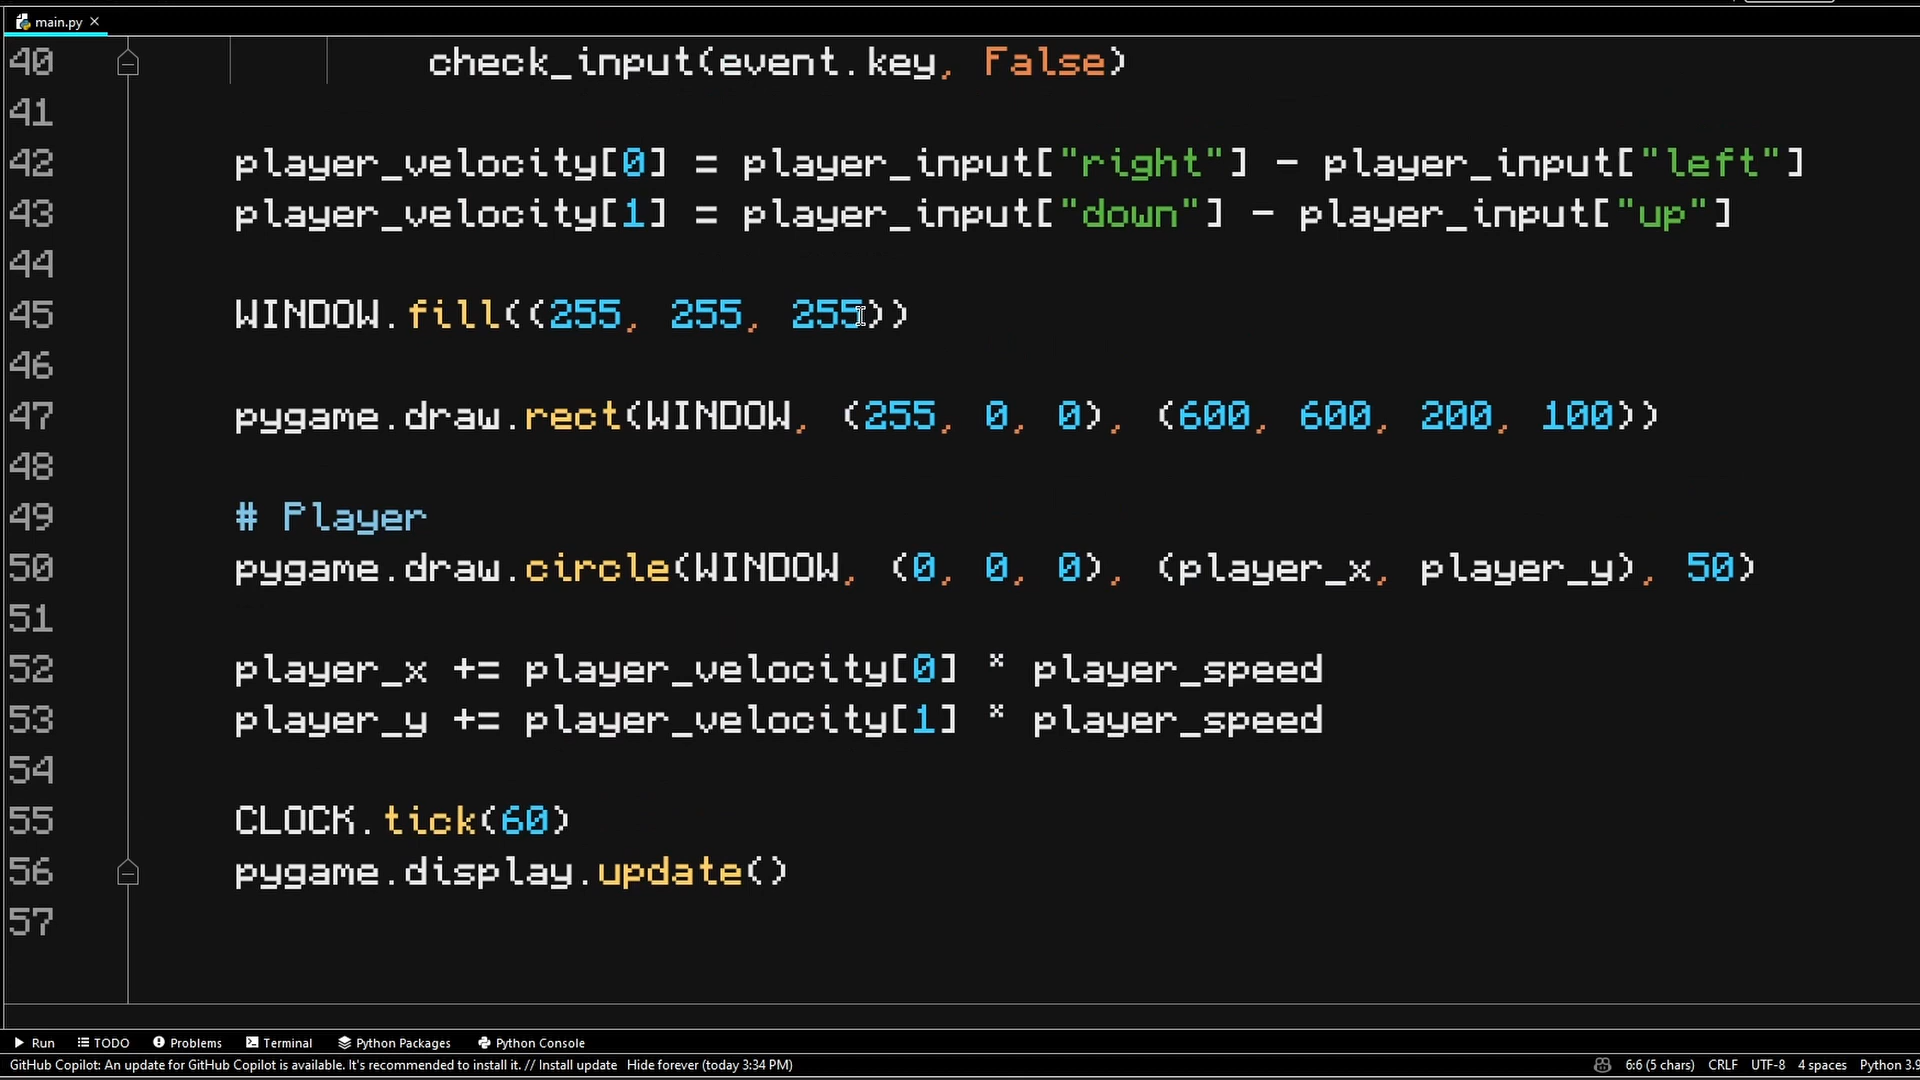 main.py
40 check_input(event.key, False)
41
42 player_velocity[0] = player_input["right"] - player_input["left"]
43 player_velocity[1] = player_input["down"] - player_input["up"]
44
45 WINDOW.fill((255, 255, 255))
46
47 pygame.draw.rect(WINDOW, (255, 0, 0), (600, 600, 200, 100))
48
49 # Player
50 pygame.draw.circle(WINDOW, (0, 0, 0), (player_x, player_y), 50)
51
52 player_x += player_velocity[0] * player_speed
53 player_y += player_velocity[1] * player_speed
54
55 CLOCK.tick(60)
56 pygame.display.update()
57
Run TODO Problems Terminal Python Packages Python Console
GitHub Copilot: An update for GitHub Copilot is available. It's recommended to install it. // Install update Hide forever (today 3:34 PM) 6:6 (5 chars) CRLF UTF-8 4 spaces Python 3.9